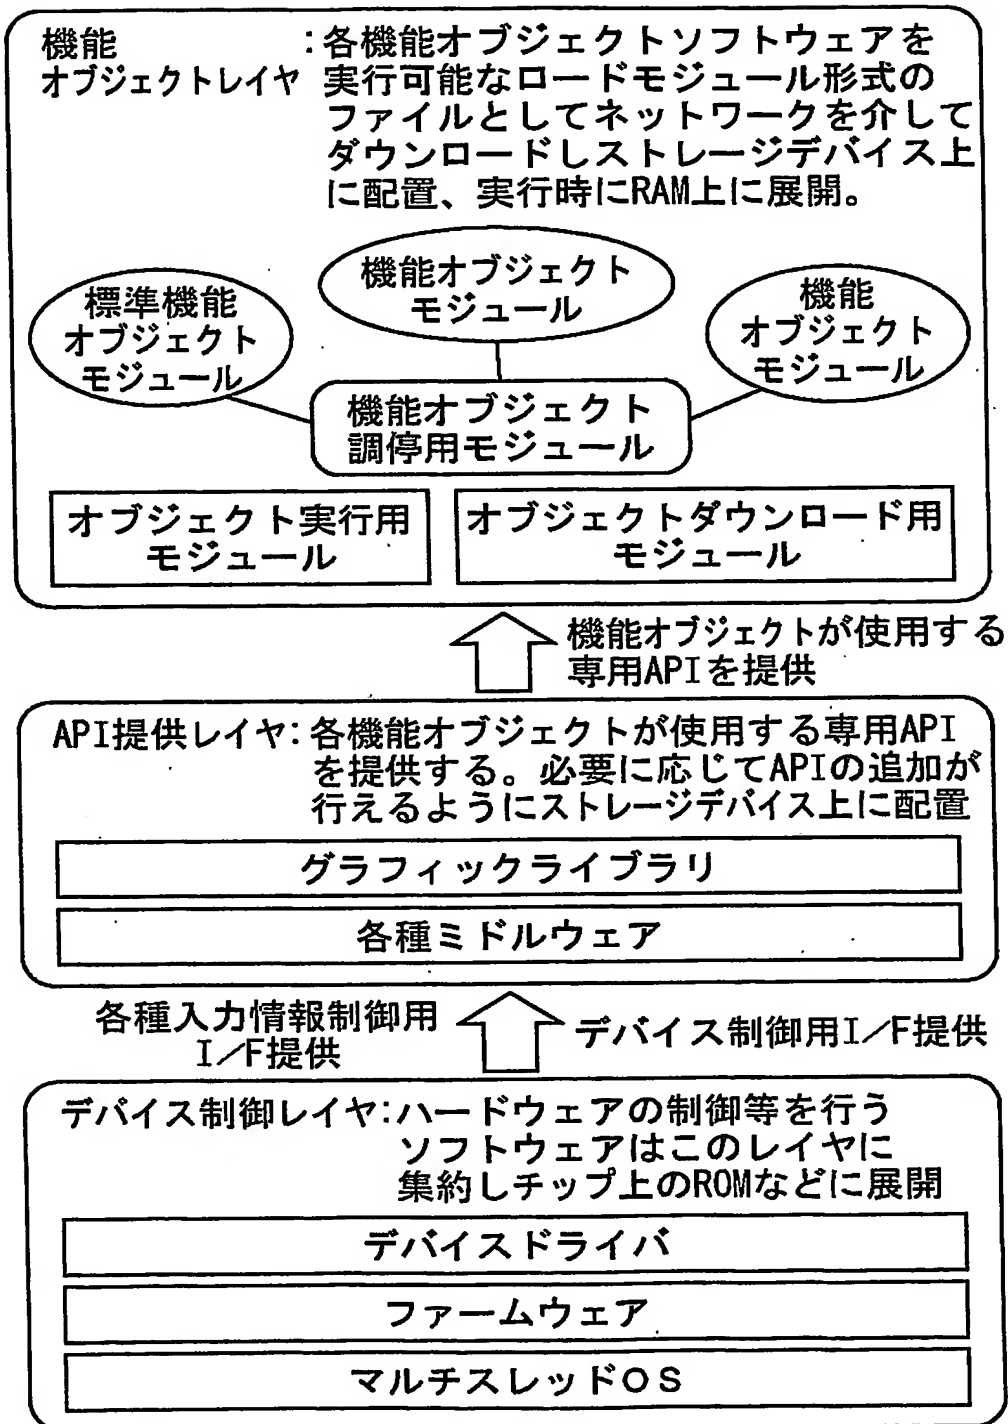 機能 :各機能オブジェクトソフトウェアを
オブジェクトレイヤ 実行可能なロードモジュール形式の
ファイルとしてネットワークを介して
ダウンロードしストレージデバイス上
に配置、実行時にRAM上に展開。
標準機能
オブジェクト
モジュール
機能オブジェクト
モジュール
機能
オブジェクト
モジュール
機能オブジェクト
調停用モジュール
オブジェクト実行用
モジュール
オブジェクトダウンロード用
モジュール
機能オブジェクトが使用する
専用APIを提供
API提供レイヤ:各機能オブジェクトが使用する専用API
を提供する。必要に応じてAPIの追加が
行えるようにストレージデバイス上に配置
グラフィックライブラリ
各種ミドルウェア
各種入力情報制御用
I/F提供
デバイス制御用I/F提供
デバイス制御レイヤ:ハードウェアの制御等を行う
ソフトウェアはこのレイヤに
集約しチップ上のROMなどに展開
デバイスドライバ
ファームウェア
マルチスレッドOS